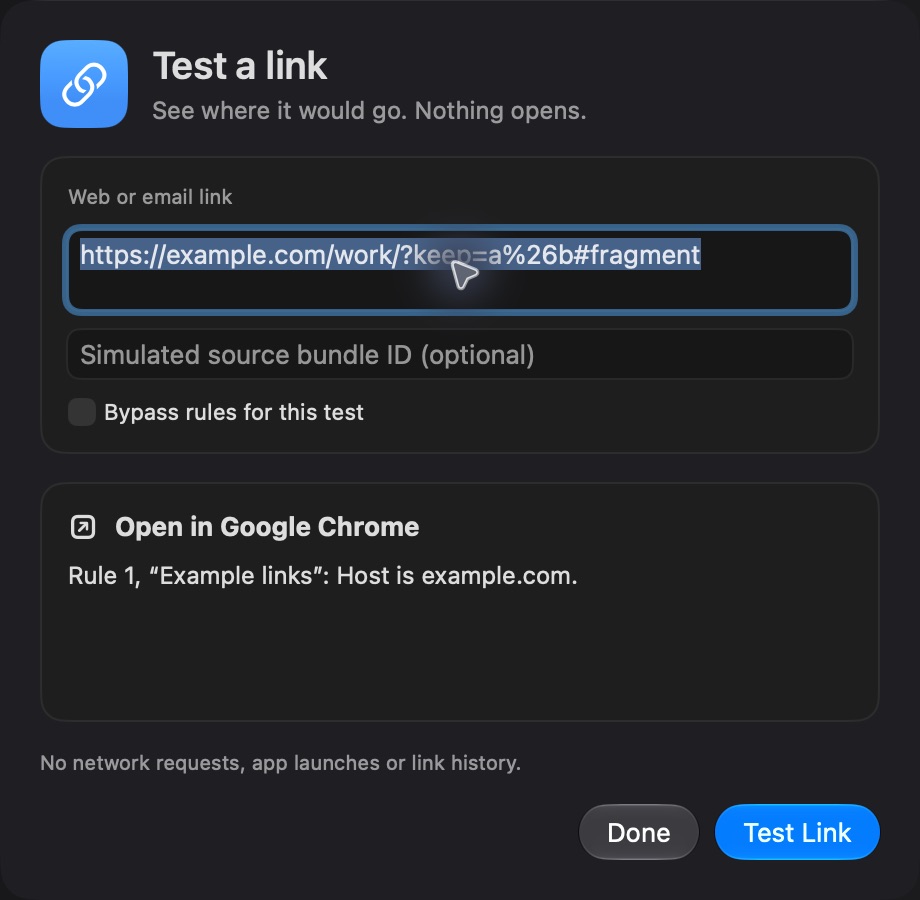 Test a link
See where it would go. Nothing opens.
Web or email link
https://example.com/work/?keep=a%26b#fragment
Simulated source bundle ID (optional)
Bypass rules for this test
Open in Google Chrome
Rule 1, “Example links”: Host is example.com.
No network requests, app launches or link history.
Done
Test Link